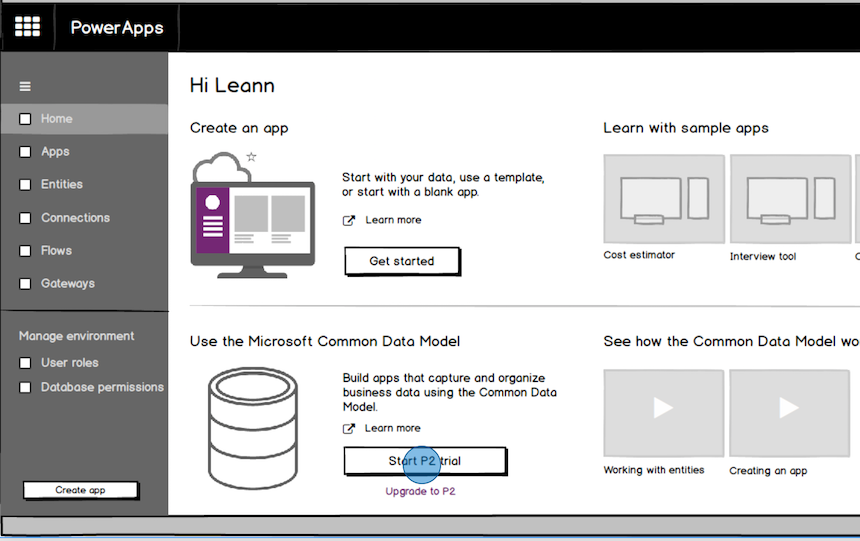 PowerApps
Home
Apps
Entities
Connections
Flows
Gateways
Manage environment
User roles
Database permissions
Create app
Hi Leann
Create an app
Start with your data, use a template,
or start with a blank app.
Learn more
Get started
Learn with sample apps
Cost estimator
Interview tool
Use the Microsoft Common Data Model
Build apps that capture and organize
business data using the Common Data
Model.
Learn more
Start P2 trial
Upgrade to P2
See how the Common Data Model
Working with entities
Creating an app